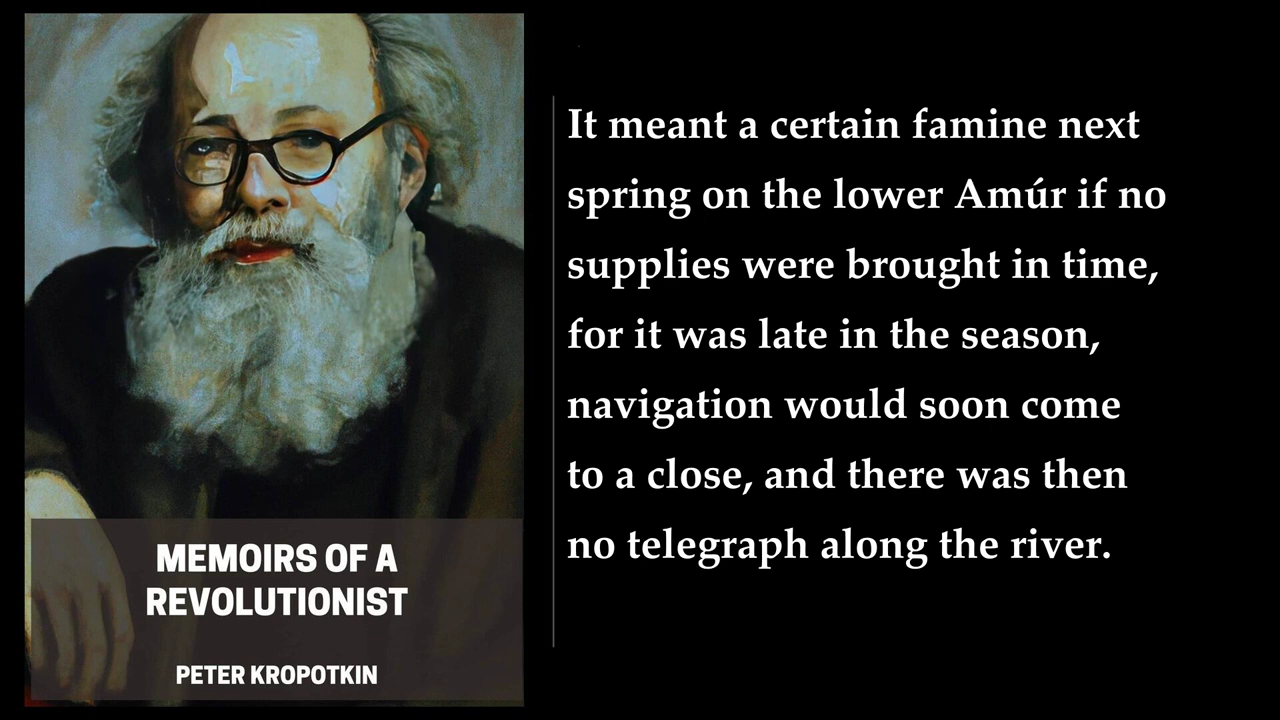 MEMOIRS OF A
REVOLUTIONIST
PETER KROPOTKIN
It meant a certain famine next
spring on the lower Amúr if no
supplies were brought in time,
for it was late in the season,
navigation would soon come
to a close, and there was then
no telegraph along the river.